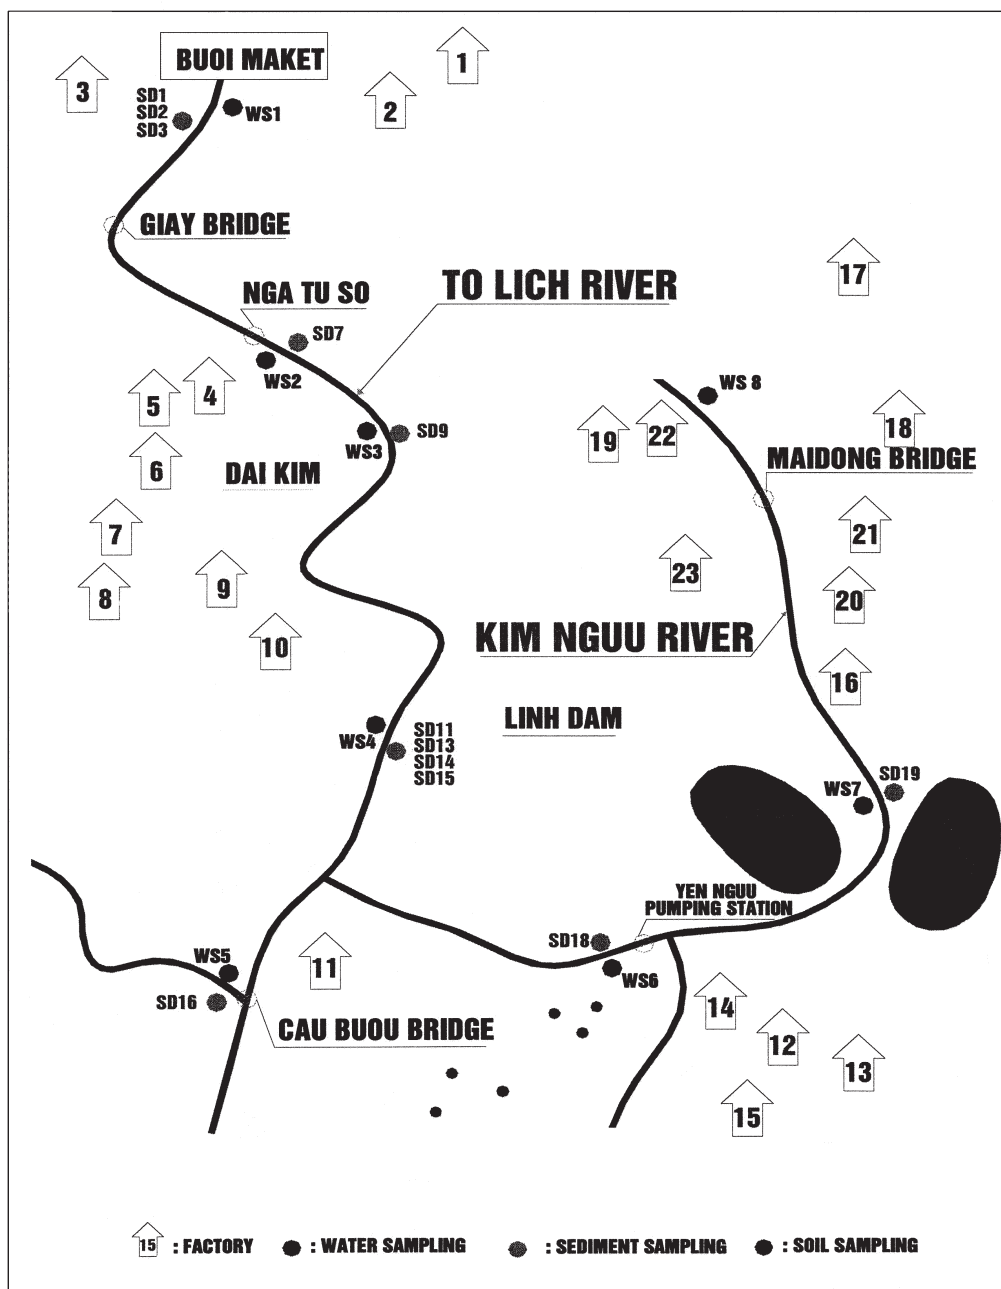 BUOI MAKET
1
2
3
SD1
SD2
SD3
WS1
GIAY BRIDGE
17
NGA TU SO
TO LICH RIVER
SD7
WS2
WS 8
4
5
18
19
22
SD9
WS3
6
DAI KIM
MAIDONG BRIDGE
7
21
23
8
9
20
10
KIM NGUU RIVER
16
LINH DAM
WS4
SD11
SD13
SD14
SD15
SD19
WS7
YEN NGUU
PUMPING STATION
SD18
WS6
WS5
11
SD16
14
CAU BUOU BRIDGE
12
13
15
15 : FACTORY : WATER SAMPLING : SEDIMENT SAMPLING : SOIL SAMPLING